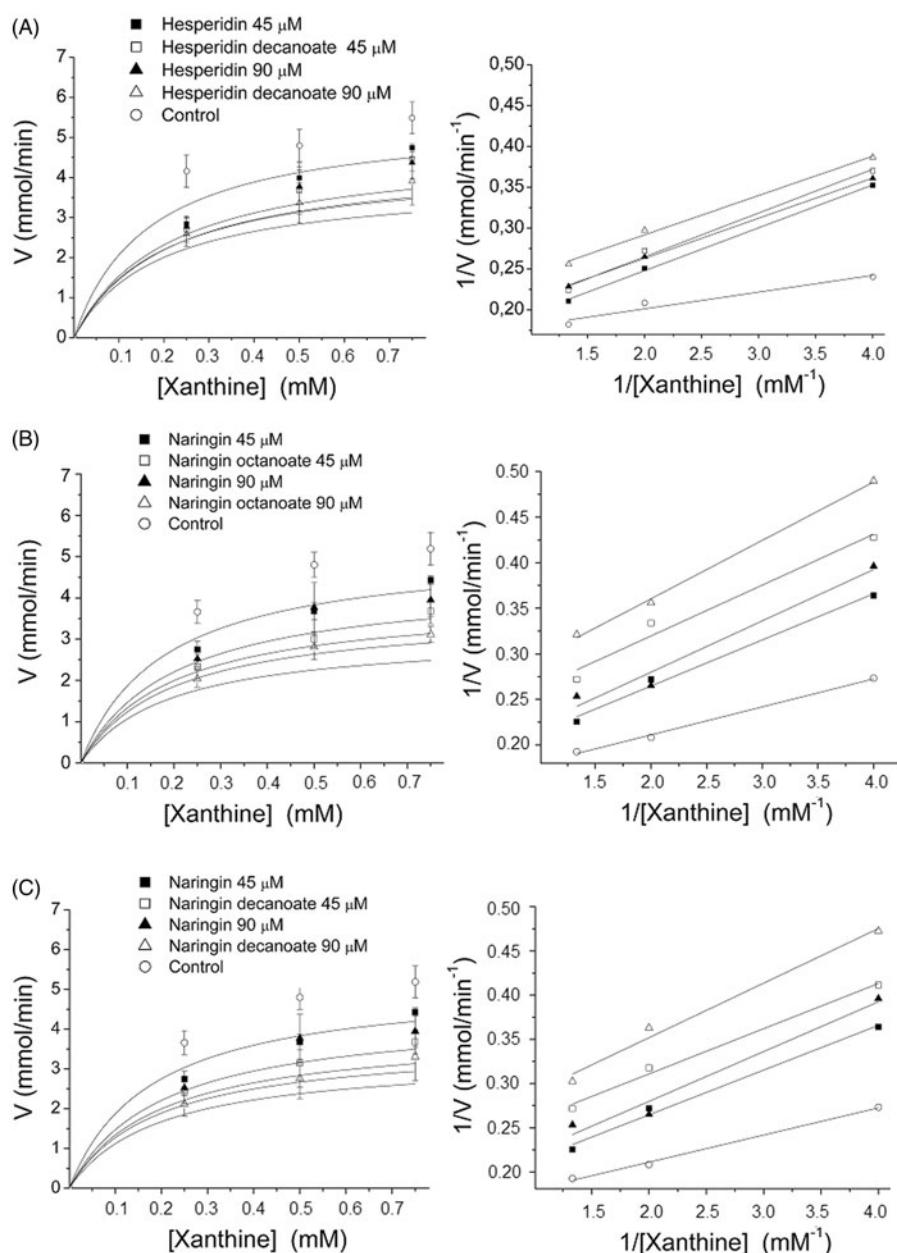 (A)
Hesperidin 45 μM
Hesperidin decanoate 45 μM
Hesperidin 90 μM
Hesperidin decanoate 90 μM
Control
V (mmol/min)
7
6
5
4
3
2
1
0
0.1 0.2 0.3 0.4 0.5 0.6 0.7
[Xanthine] (mM)
1/V (mmol/min⁻¹)
0,50
0,50
0,40
0.35
0.30
0,25
0,20
1.5 2.0 2.5 3.0 3.5 4.0
1/[Xanthine] (mM⁻¹)
(B)
Naringin 45 μM
Naringin octanoate 45 μM
Naringin 90 μM
Naringin octanoate 90 μM
Control
V (mmol/min)
7
6
5
4
3
2
1
0
0.1 0.2 0.3 0.4 0.5 0.6 0.7
[Xanthine] (mM)
1/V (mmol/min⁻¹)
0.50
0.45
0.40
0.35
0.30
0.25
0.20
1.5 2.0 2.5 3.0 3.5 4.0
1/[Xanthine] (mM⁻¹)
(C)
Naringin 45 μM
Naringin decanoate 45 μM
Naringin 90 μM
Naringin decanoate 90 μM
Control
V (mmol/min)
7
6
5
4
3
2
1
0
0.1 0.2 0.3 0.4 0.5 0.6 0.7
[Xanthine] (mM)
1/V (mmol/min⁻¹)
0.50
0.45
0.40
0.35
0.30
0.25
0.20
1.5 2.0 2.5 3.0 3.5 4.0
1/[Xanthine] (mM⁻¹)